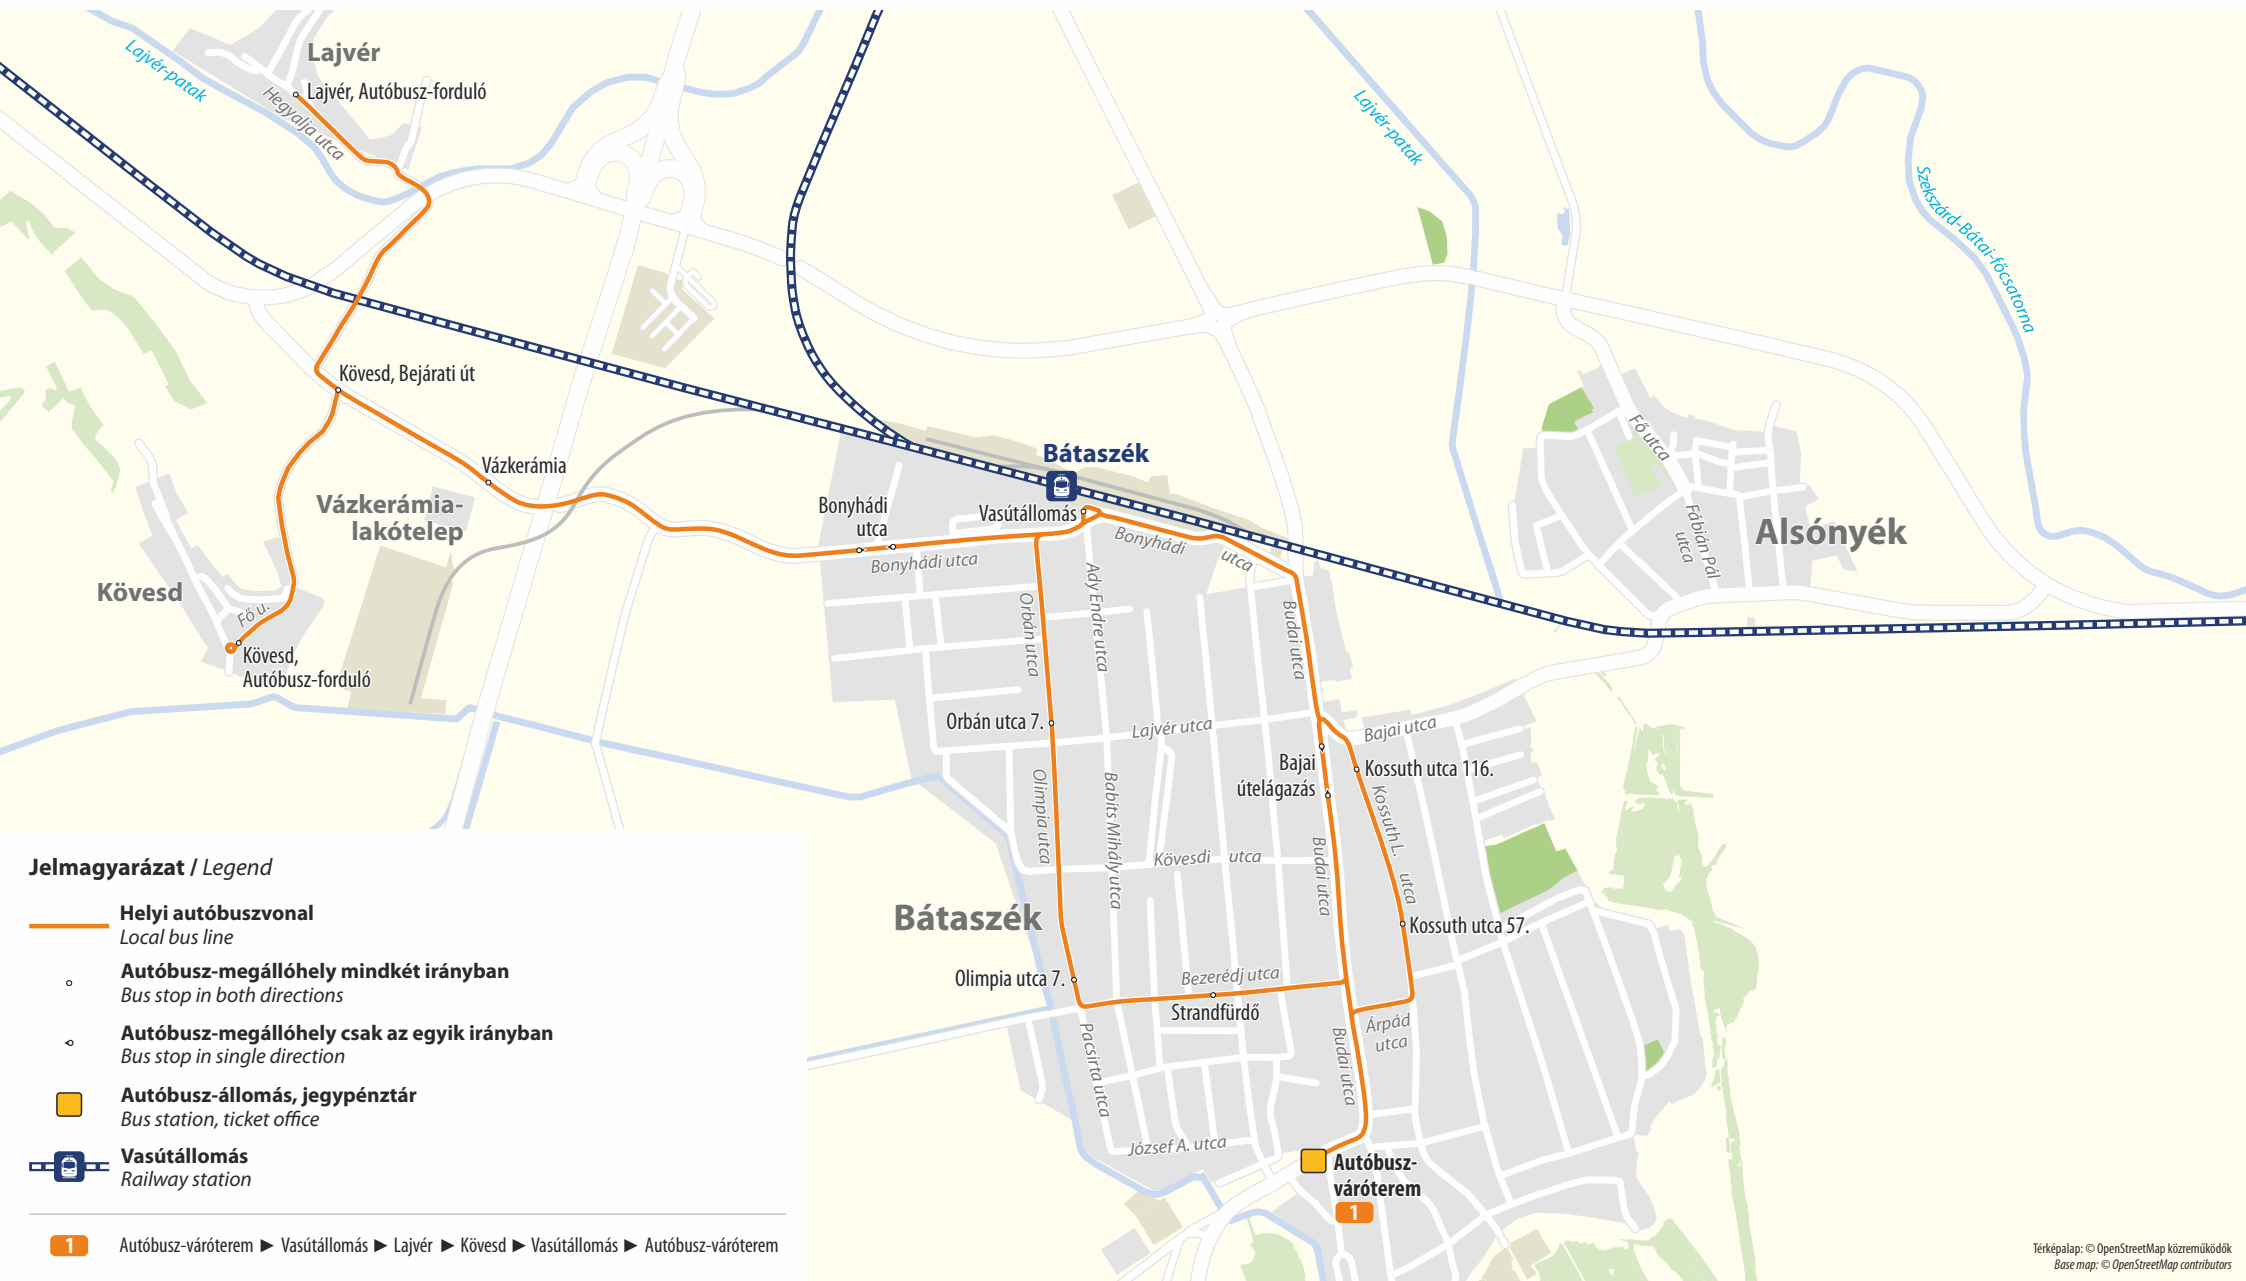 Lajvér-patak
Lajvér
Lajvér, Autóbusz-forduló
Hegyalja utca
Lajvér-patak
Szekszárd-Bátai-főcsatorna
Kövesd, Bejárati út
Vázkerámia
Vázkerámia-
lakótelep
Kövesd
Fő u.
Kövesd,
Autóbusz-forduló
Bátaszék
Vasútállomás
Bonyhádi
utca
Bonyhádi utca
Bonyhádi utca
Fő utca
Fábián Pál
utca
Alsónyék
Orbán utca
Ady Endre utca
Budai utca
Orbán utca 7.
Lajvér utca
Bajai utca
Bajai
útelágazás
Kossuth utca 116.
Olimpia utca
Babits Mihály utca
Kossuth L. utca
Kövesdi utca
Budai utca
Bátaszék
Kossuth utca 57.
Olimpia utca 7.
Bezerédj utca
Strandfürdő
Árpád
utca
Pacsirta utca
Budai utca
József A. utca
Autóbusz-
váróterem
1
Jelmagyarázat / Legend
Helyi autóbuszvonal
Local bus line
Autóbusz-megállóhely mindkét irányban
Bus stop in both directions
Autóbusz-megállóhely csak az egyik irányban
Bus stop in single direction
Autóbusz-állomás, jegypénztár
Bus station, ticket office
Vasútállomás
Railway station
1 Autóbusz-váróterem ► Vasútállomás ► Lajvér ► Kövesd ► Vasútállomás ► Autóbusz-váróterem
Térképalap: © OpenStreetMap közreműködők
Base map: © OpenStreetMap contributors